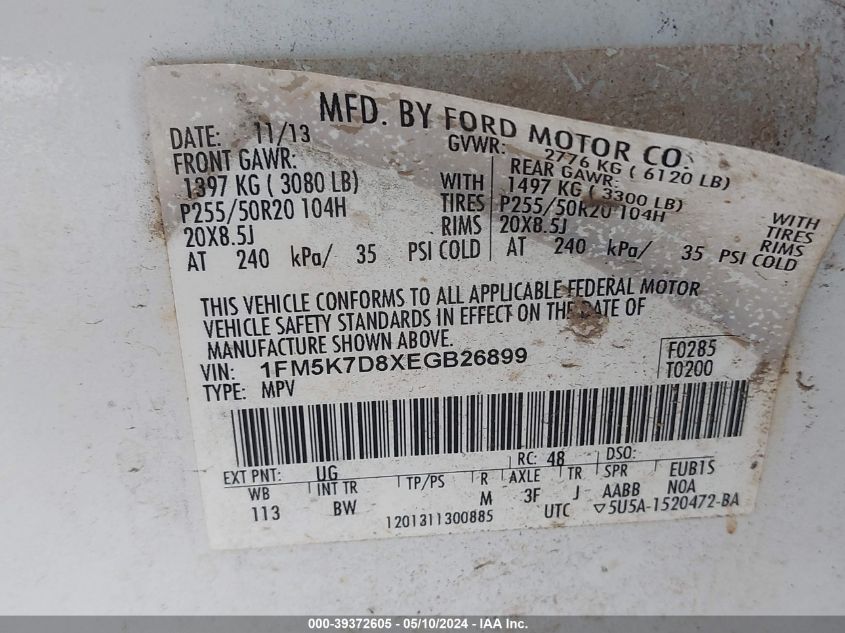 MFD. BY FORD MOTOR CO.
DATE: 11/13 GVWR: 2776 KG ( 6120 LB)
FRONT GAWR: REAR GAWR:
1397 KG ( 3080 LB) WITH 1497 KG ( 3300 LB) WITH
P255/50R20 104H TIRES P255/50R20 104H TIRES
20X8.5J RIMS 20X8.5J RIMS
AT 240 kPa/ 35 PSI COLD AT 240 kPa/ 35 PSI COLD
THIS VEHICLE CONFORMS TO ALL APPLICABLE FEDERAL MOTOR
VEHICLE SAFETY STANDARDS IN EFFECT ON THE DATE OF
MANUFACTURE SHOWN ABOVE.
VIN: 1FM5K7D8XEGB26899 F0285
TYPE: MPV T0200
EXT PNT: UG RC: 48 DSO:
WB INT TR TP/PS R AXLE TR SPR EUB1S
113 BW M 3F J AABB N0A
1201311300885 UTC ▽5U5A-1520472-BA
000-39372605 - 05/10/2024 - IAA Inc.